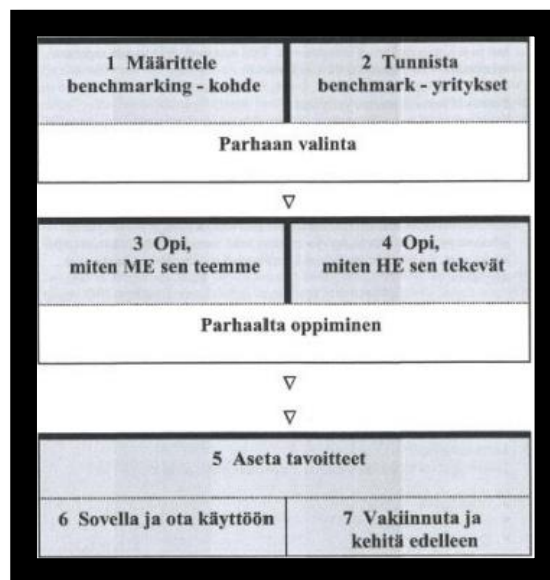 1 Määrittele
benchmarking - kohde
2 Tunnista
benchmark - yritykset
Parhaan valinta
3 Opi,
miten ME sen teemme
4 Opi,
miten HE sen tekevät
Parhaalta oppiminen
5 Aseta tavoitteet
6 Sovella ja ota käyttöön
7 Vakiinnuta ja
kehitä edelleen